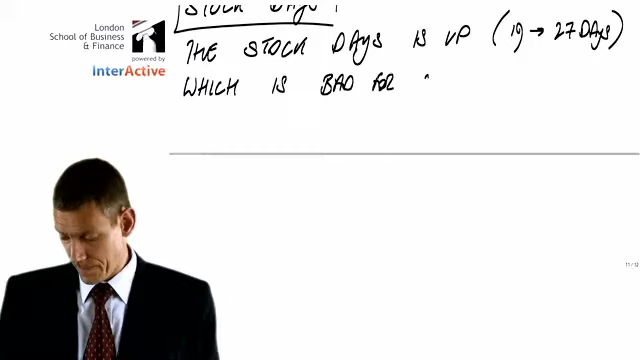 London
School of Business
& Finance
powered by
InterActive
STOCK DAYS
THE STOCK DAYS IS UP (19 → 27 DAYS)
WHICH IS BAD FOR
11 / 12